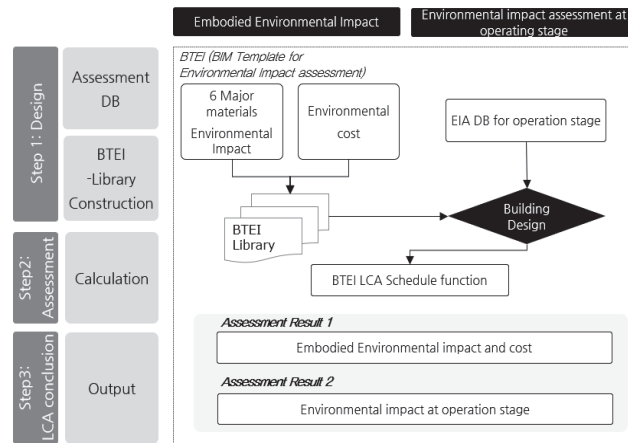 Embodied Environmental Impact
Environmental impact assessment at
operating stage
Step 1: Design
Assessment
DB
BTEI
-Library
Construction
BTEI (BIM Template for
Environmental Impact assessment)
6 Major
materials
Environmental
Impact
Environmental
cost
EIA DB for operation stage
BTEI
Library
Building
Design
Step2:
Assessment
Calculation
BTEI LCA Schedule function
Step3:
LCA conclusion
Output
Assessment Result 1
Embodied Environmental impact and cost
Assessment Result 2
Environmental impact at operation stage